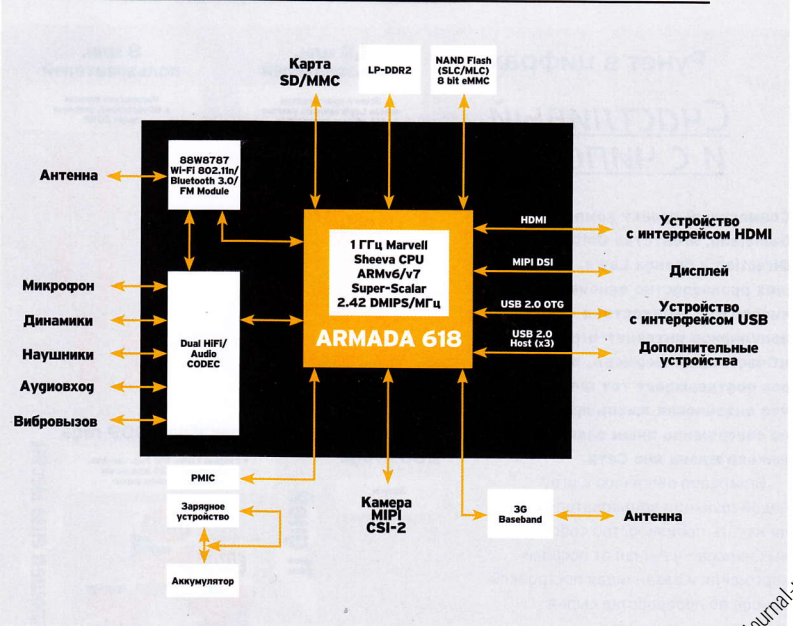 Карта
SD/MMC
LP-DDR2
NAND Flash
(SLC/MLC)
8 bit eMMC
Антенна
88W8787
Wi-Fi 802.11n/
Bluetooth 3.0/
FM Module
HDMI
Устройство
с интерфейсом HDMI
1 ГГц Marvell
Sheeva CPU
ARMv6/v7
Super-Scalar
2.42 DMIPS/МГц
ARMADA 618
MIPI DSI
Дисплей
USB 2.0 OTG
Устройство
с интерфейсом USB
USB 2.0
Host (x3)
Дополнительные
устройства
Микрофон
Динамики
Наушники
Аудиовход
Вибровызов
Dual HiFi/
Audio
CODEC
PMIC
Зарядное
устройство
Аккумулятор
Камера
MIPI
CSI-2
3G
Baseband
Антенна